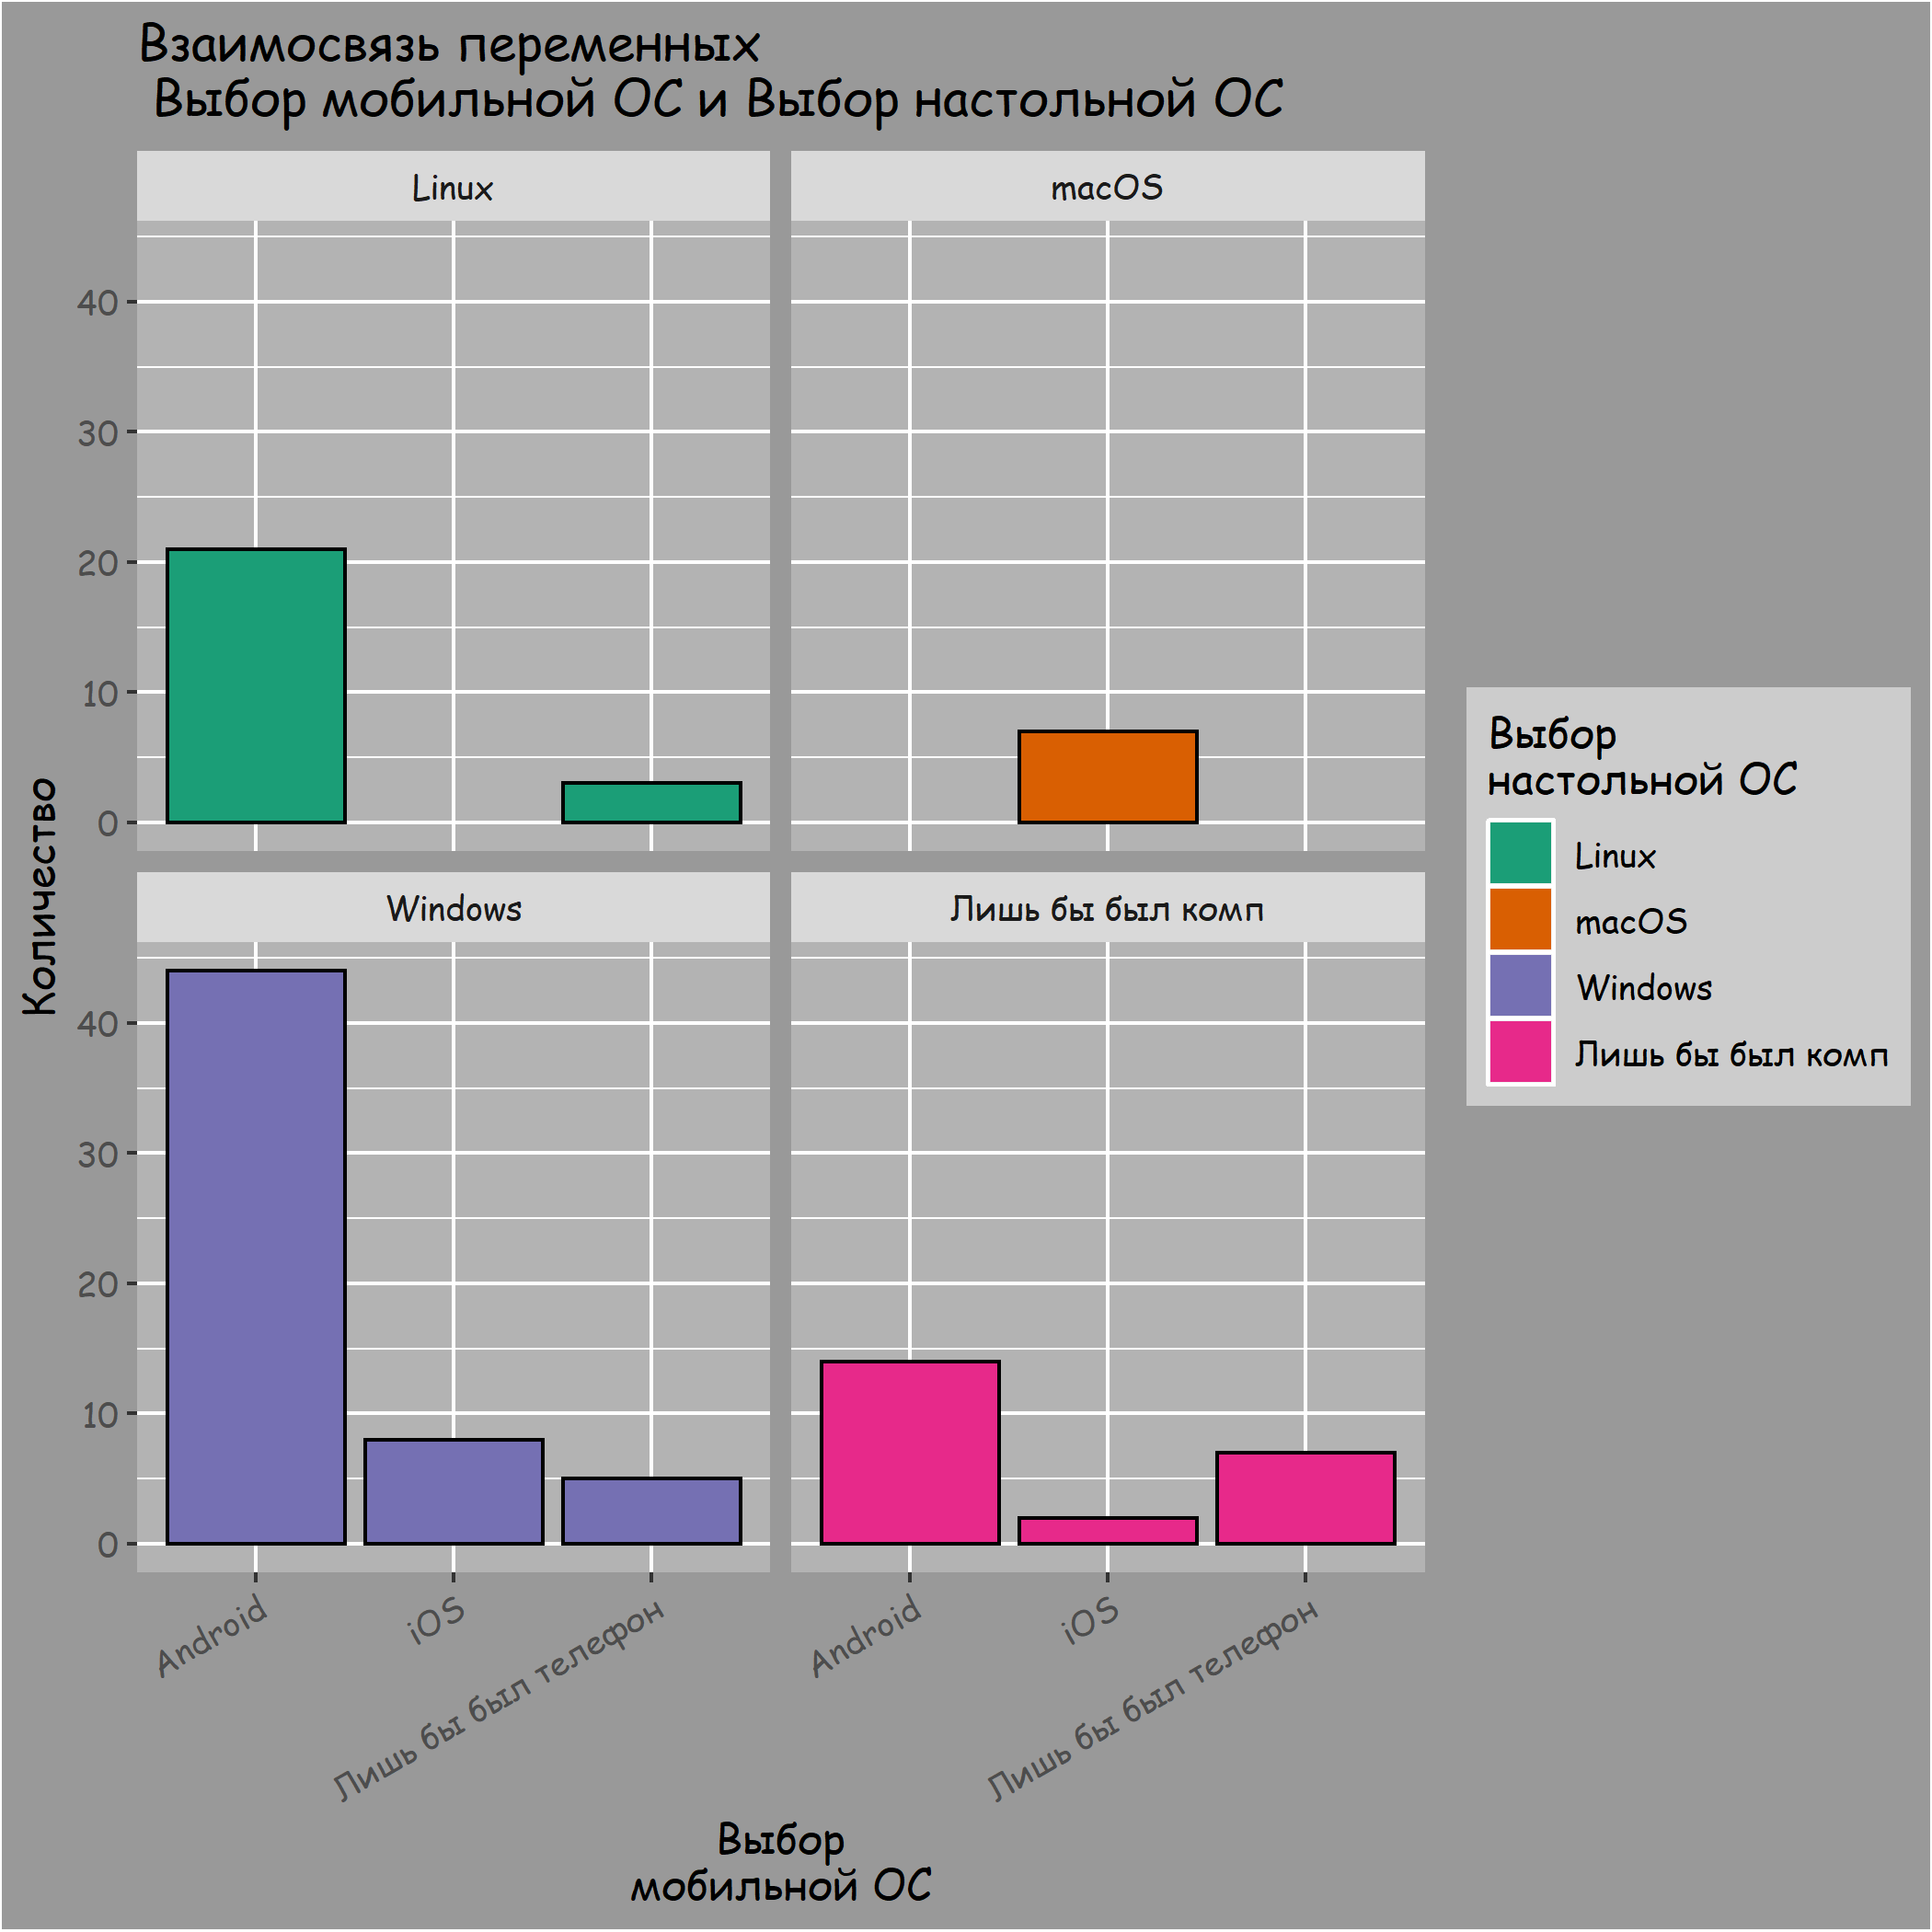 Взаимосвязь переменных
Выбор мобильной ОС и Выбор настольной ОС
Linux
macOS
40
30
20
10
0
Windows
Лишь бы был комп
40
30
20
10
0
Android
iOS
Лишь бы был телефон
Android
iOS
Лишь бы был телефон
Количество
Выбор
мобильной ОС
Выбор
настольной ОС
Linux
macOS
Windows
Лишь бы был комп